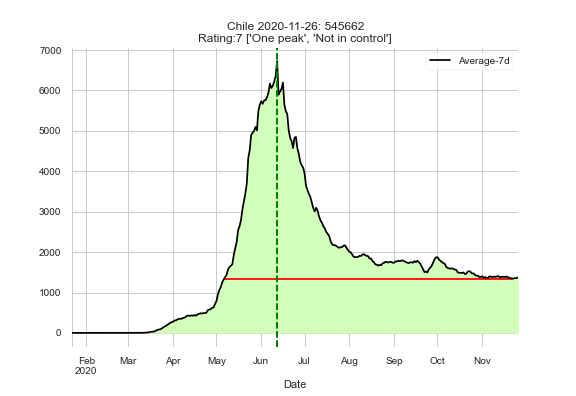 Chile 2020-11-26: 545662
Rating:7 ['One peak', 'Not in control']
Average-7d
7000
6000
5000
4000
3000
2000
1000
0
Feb Mar Apr May Jun Jul Aug Sep Oct Nov
2020
Date